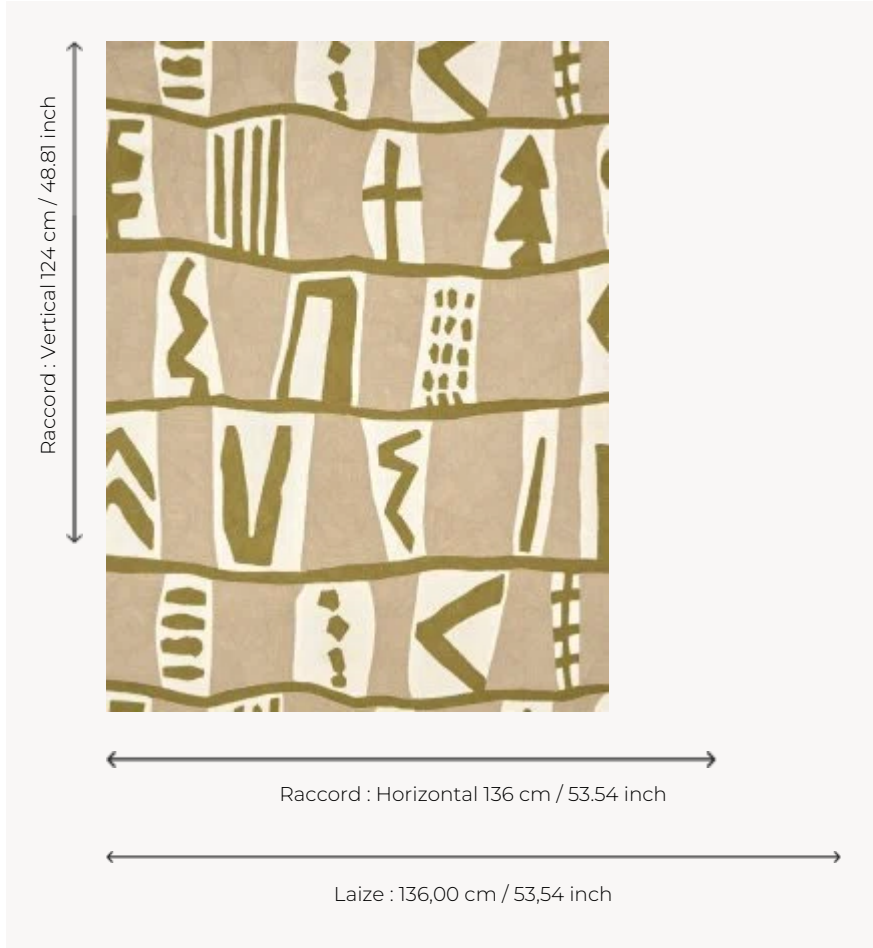 Raccord : Vertical 124 cm / 48.81 inch
Raccord : Horizontal 136 cm / 53.54 inch
Laize : 136,00 cm / 53,54 inch